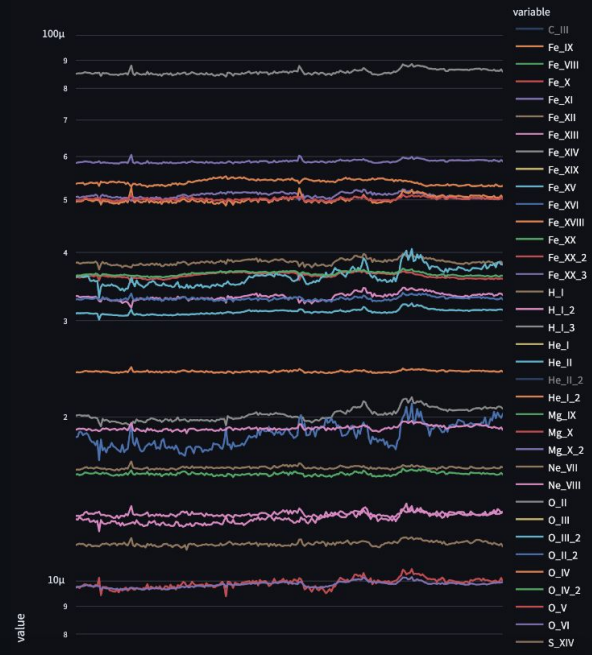 variable
100μ
C_III
Fe_IX
9
Fe_VIII
8
Fe_X
Fe_XI
7
Fe_XII
Fe_XIII
6
Fe_XIV
Fe_XIX
5
Fe_XV
Fe_XVI
Fe_XVIII
4
Fe_XX
Fe_XX_2
Fe_XX_3
H_I
3
H_I_2
H_I_3
He_I
He_II
He_II_2
He_I_2
2
Mg_IX
Mg_X
Mg_X_2
Ne_VII
Ne_VIII
O_II
O_III
O_III_2
O_II_2
10μ
O_IV
O_IV_2
9
O_V
value
O_VI
8
S_XIV